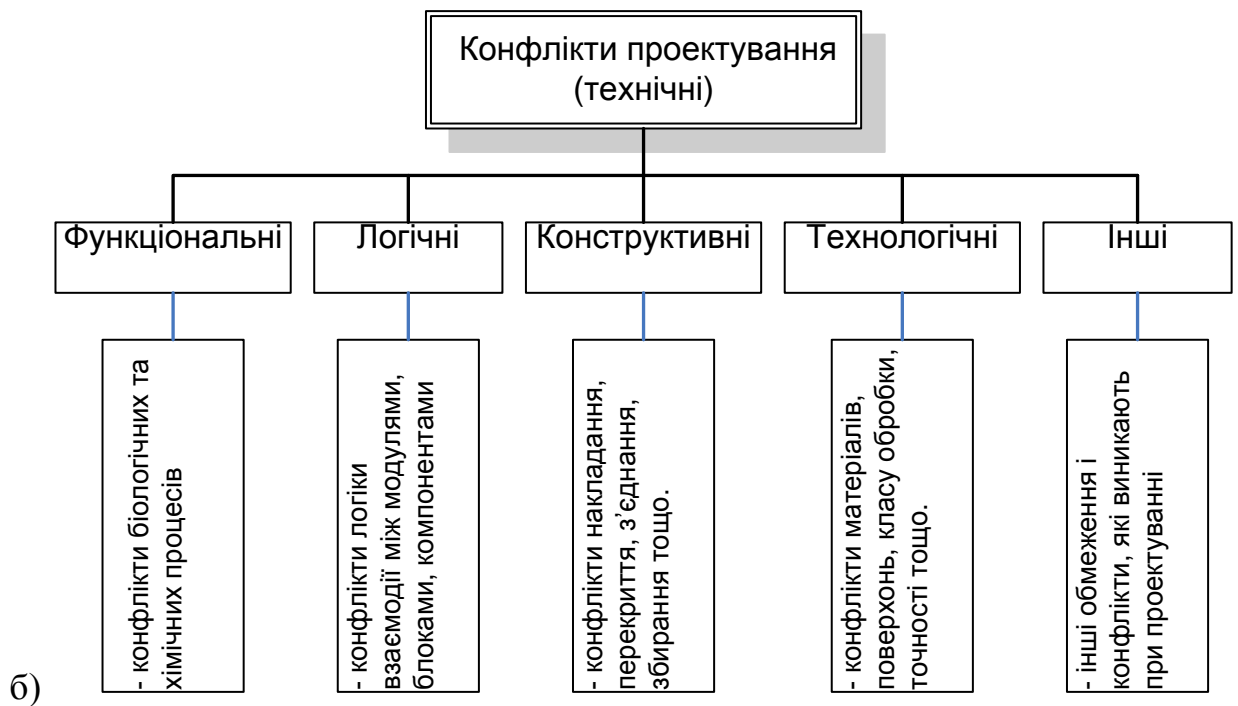 Конфлікти проектування
(технічні)
Функціональні
Логічні
Конструктивні
Технологічні
Інші
- конфлікти біологічних та
хімічних процесів
- конфлікти логіки
взаємодії між модулями,
блоками, компонентами
- конфлікти накладання,
перекриття, з’єднання,
збирання тощо.
- конфлікти матеріалів,
поверхонь, класу обробки,
точності тощо.
- інші обмеження і
конфлікти, які виникають
при проектуванні
б)